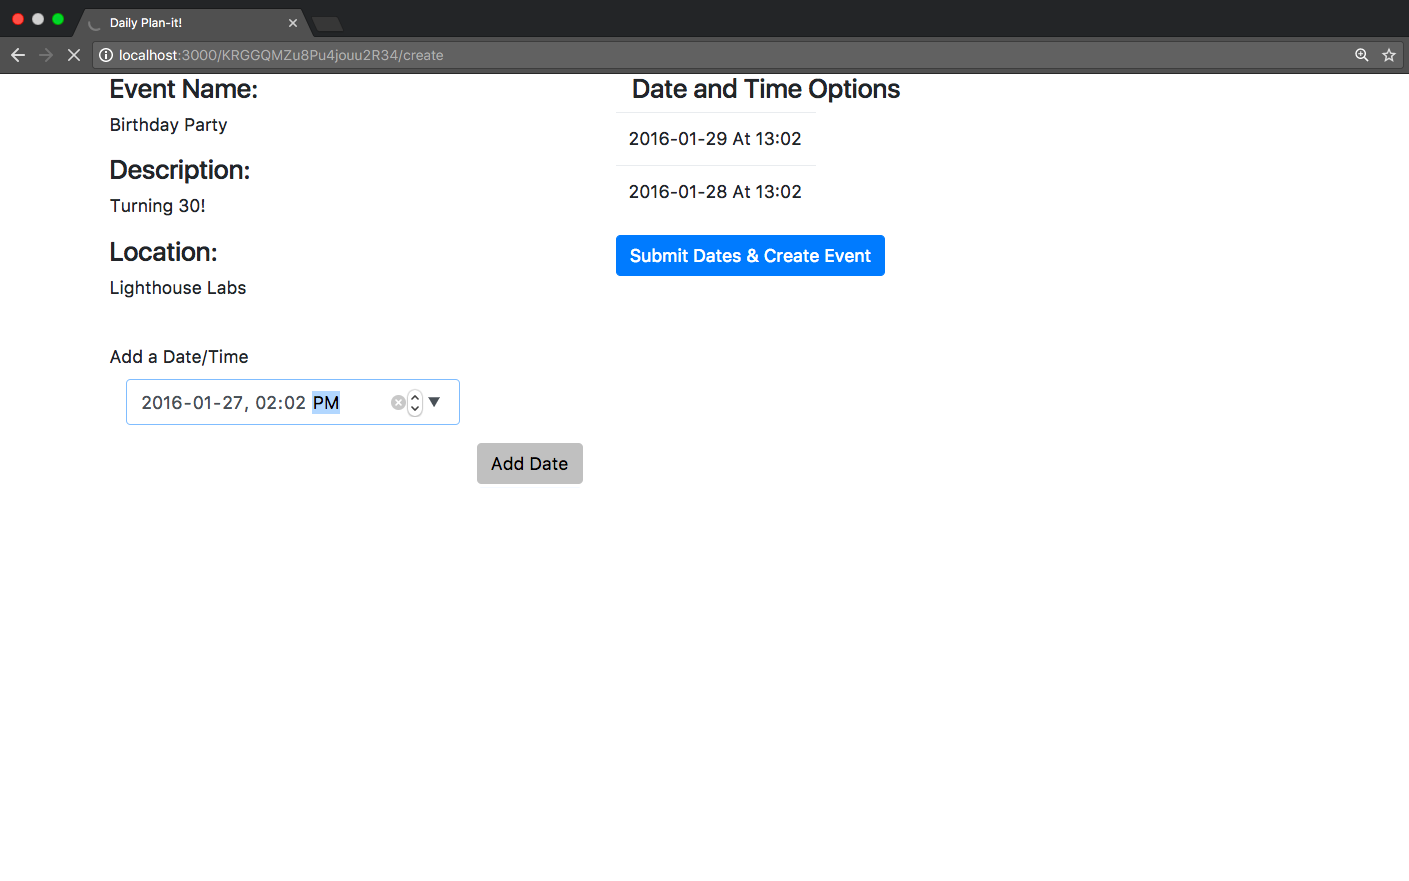 Daily Plan-it!
localhost:3000/KRGGQMZu8Pu4jouu2R34/create
Event Name:
Birthday Party
Description:
Turning 30!
Location:
Lighthouse Labs
Add a Date/Time
2016-01-27, 02:02 PM
Add Date
Date and Time Options
2016-01-29 At 13:02
2016-01-28 At 13:02
Submit Dates & Create Event